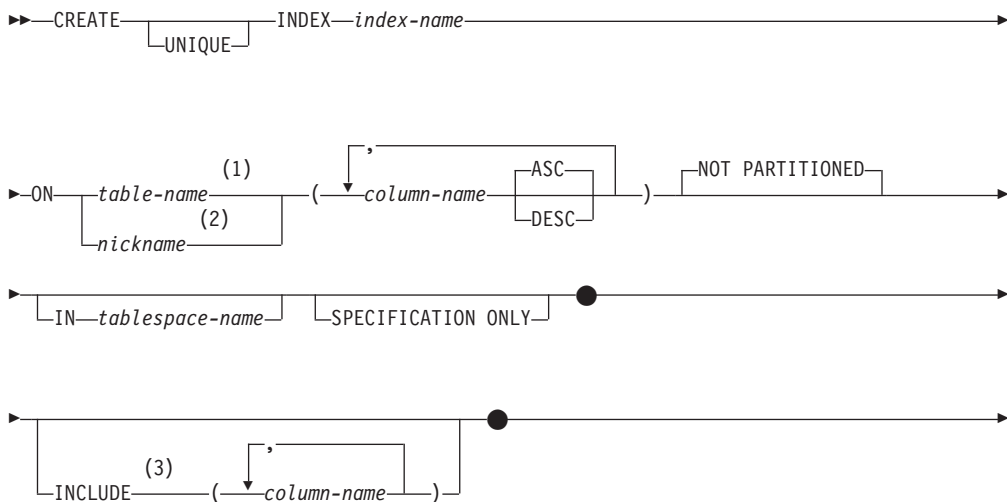 CREATE INDEX index-name
UNIQUE
,
(1) ASC NOT PARTITIONED
ON table-name ( column-name )
(2) DESC
nickname
IN tablespace-name SPECIFICATION ONLY
,
(3)
INCLUDE ( column-name )